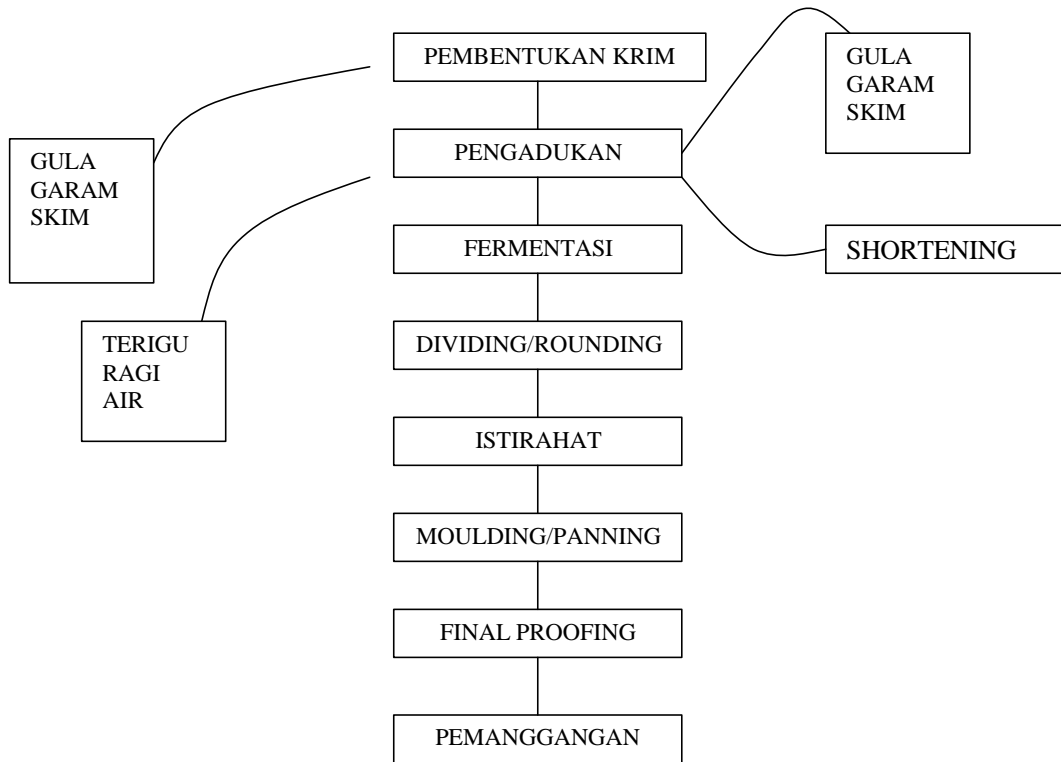 PEMBENTUKAN KRIM
GULA
GARAM
SKIM
PENGADUKAN
GULA
GARAM
SKIM
FERMENTASI
SHORTENING
TERIGU
RAGI
AIR
DIVIDING/ROUNDING
ISTIRAHAT
MOULDING/PANNING
FINAL PROOFING
PEMANGGANGAN